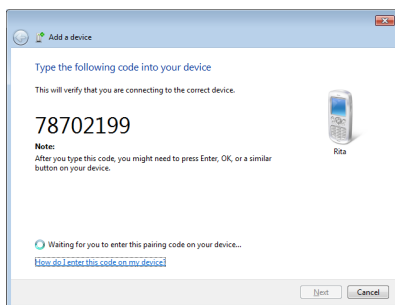 Add a device
Type the following code into your device
This will verify that you are connecting to the correct device.
78702199
Note:
After you type this code, you might need to press Enter, OK, or a similar
button on your device.
Rita
Waiting for you to enter this pairing code on your device...
How do I enter this code on my device?
Next
Cancel